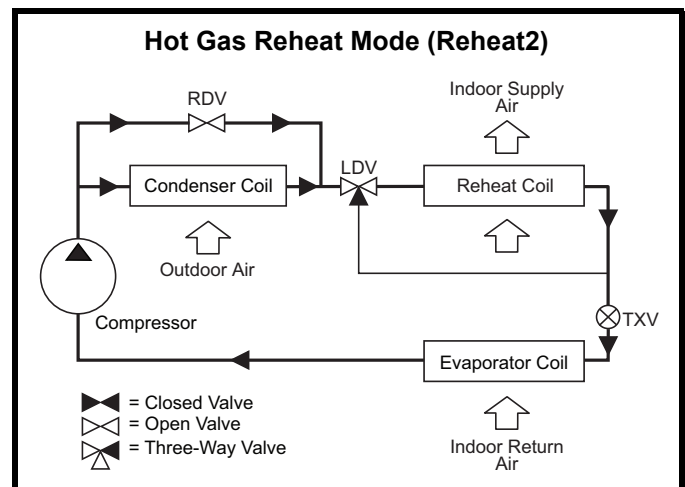 Hot Gas Reheat Mode (Reheat2)
RDV
Indoor Supply
Air
LDV
Condenser Coil
Reheat Coil
Outdoor Air
Compressor
TXV
Evaporator Coil
= Closed Valve
= Open Valve
= Three-Way Valve
Indoor Return
Air